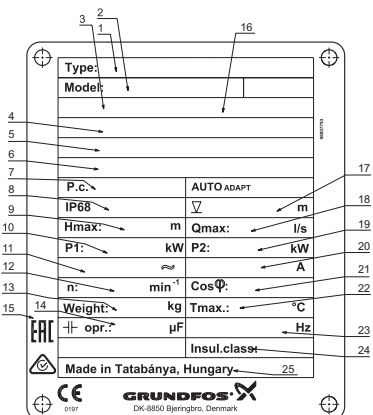 2
3 1 16
Type:
Model:
4
5
6
7 P.c. AUTO ADAPT
8 IP68 m 17
9 Hmax: m Qmax: l/s 18
10 P1: kW P2: kW 19
11 ≈ A 20
12 n: min-1 Cosφ: 21
13 Weight: kg Tmax.: °C 22
14 opr.: µF Hz 23
15 EAC
Insul.class: 24
Made in Tatabánya, Hungary 25
CE GRUNDFOS
0197 DK-8850 Bjeringbro, Denmark